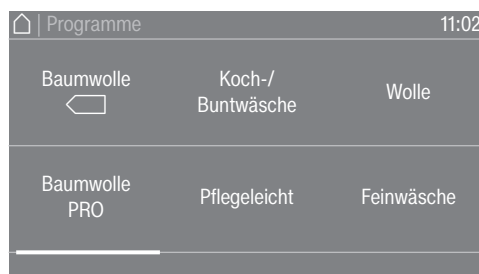 | Programme 11:02
Baumwolle Koch-/
Buntwäsche Wolle
Baumwolle
PRO Pflegeleicht Feinwäsche